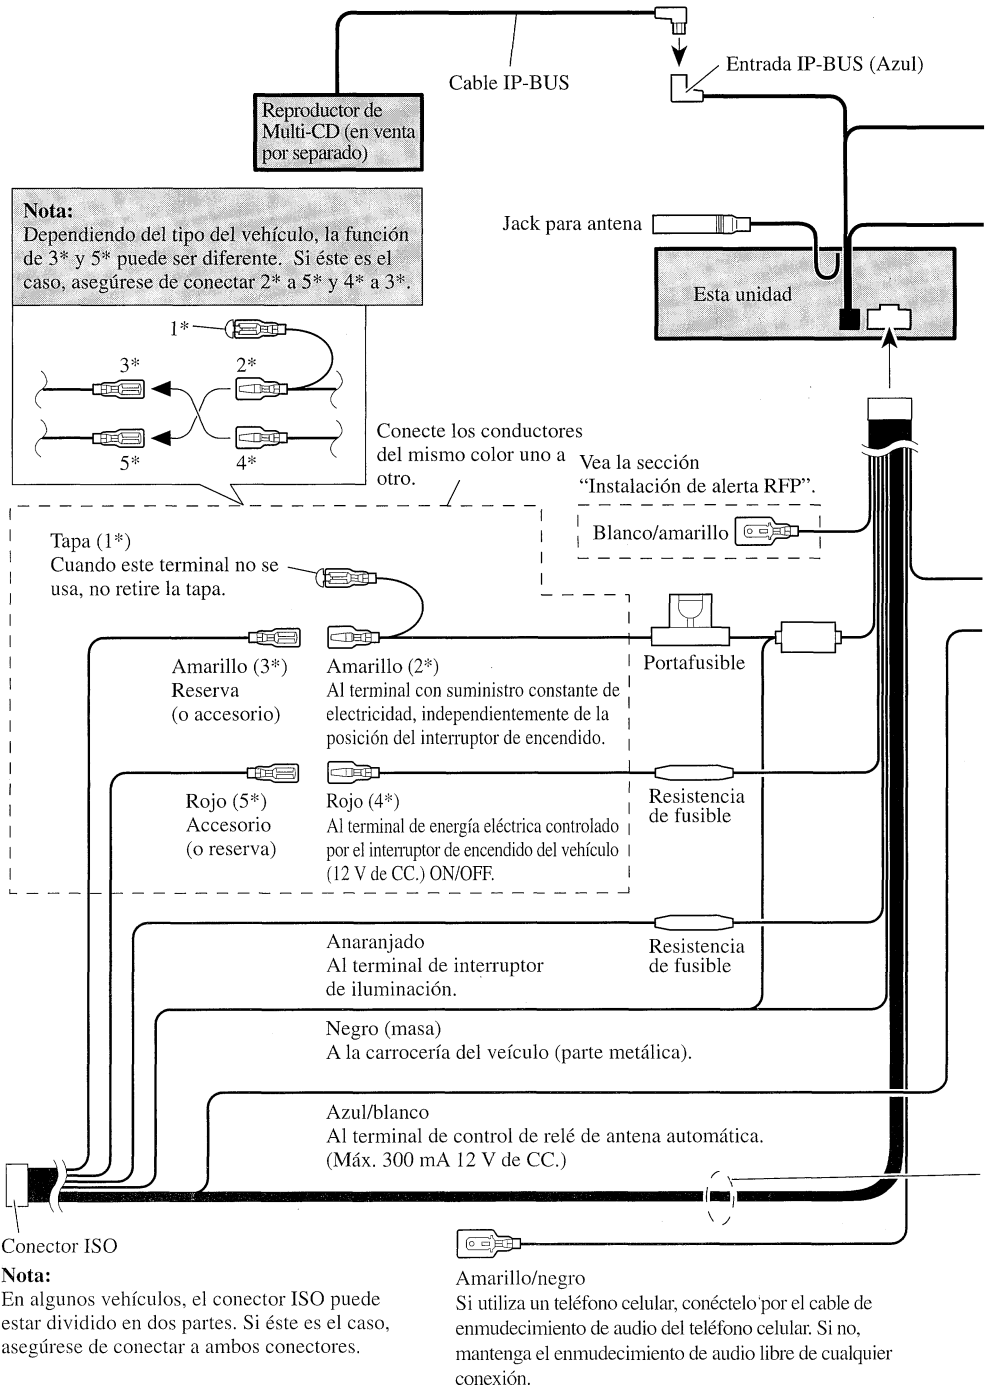 Cable IP-BUS
Entrada IP-BUS (Azul)
Reproductor de
Multi-CD (en venta
por separado)
Nota:
Dependiendo del tipo del vehículo, la función
de 3* y 5* puede ser diferente. Si éste es el
caso, asegúrese de conectar 2* a 5* y 4* a 3*.
Jack para antena
Esta unidad
1*
3*
2*
5*
4*
Conecte los conductores
del mismo color uno a
otro.
Vea la sección
“Instalación de alerta RFP”.
Blanco/amarillo
Tapa (1*)
Cuando este terminal no se
usa, no retire la tapa.
Amarillo (3*)
Reserva
(o accesorio)
Amarillo (2*)
Al terminal con suministro constante de
electricidad, independientemente de la
posición del interruptor de encendido.
Portafusible
Rojo (5*)
Accesorio
(o reserva)
Rojo (4*)
Al terminal de energía eléctrica controlado
por el interruptor de encendido del vehículo
(12 V de CC.) ON/OFF.
Resistencia
de fusible
Anaranjado
Al terminal de interruptor
de iluminación.
Resistencia
de fusible
Negro (masa)
A la carrocería del veículo (parte metálica).
Azul/blanco
Al terminal de control de relé de antena automática.
(Máx. 300 mA 12 V de CC.)
Conector ISO
Nota:
En algunos vehículos, el conector ISO puede
estar dividido en dos partes. Si éste es el caso,
asegúrese de conectar a ambos conectores.
Amarillo/negro
Si utiliza un teléfono celular, conéctelo por el cable de
enmudecimiento de audio del teléfono celular. Si no,
mantenga el enmudecimiento de audio libre de cualquier
conexión.